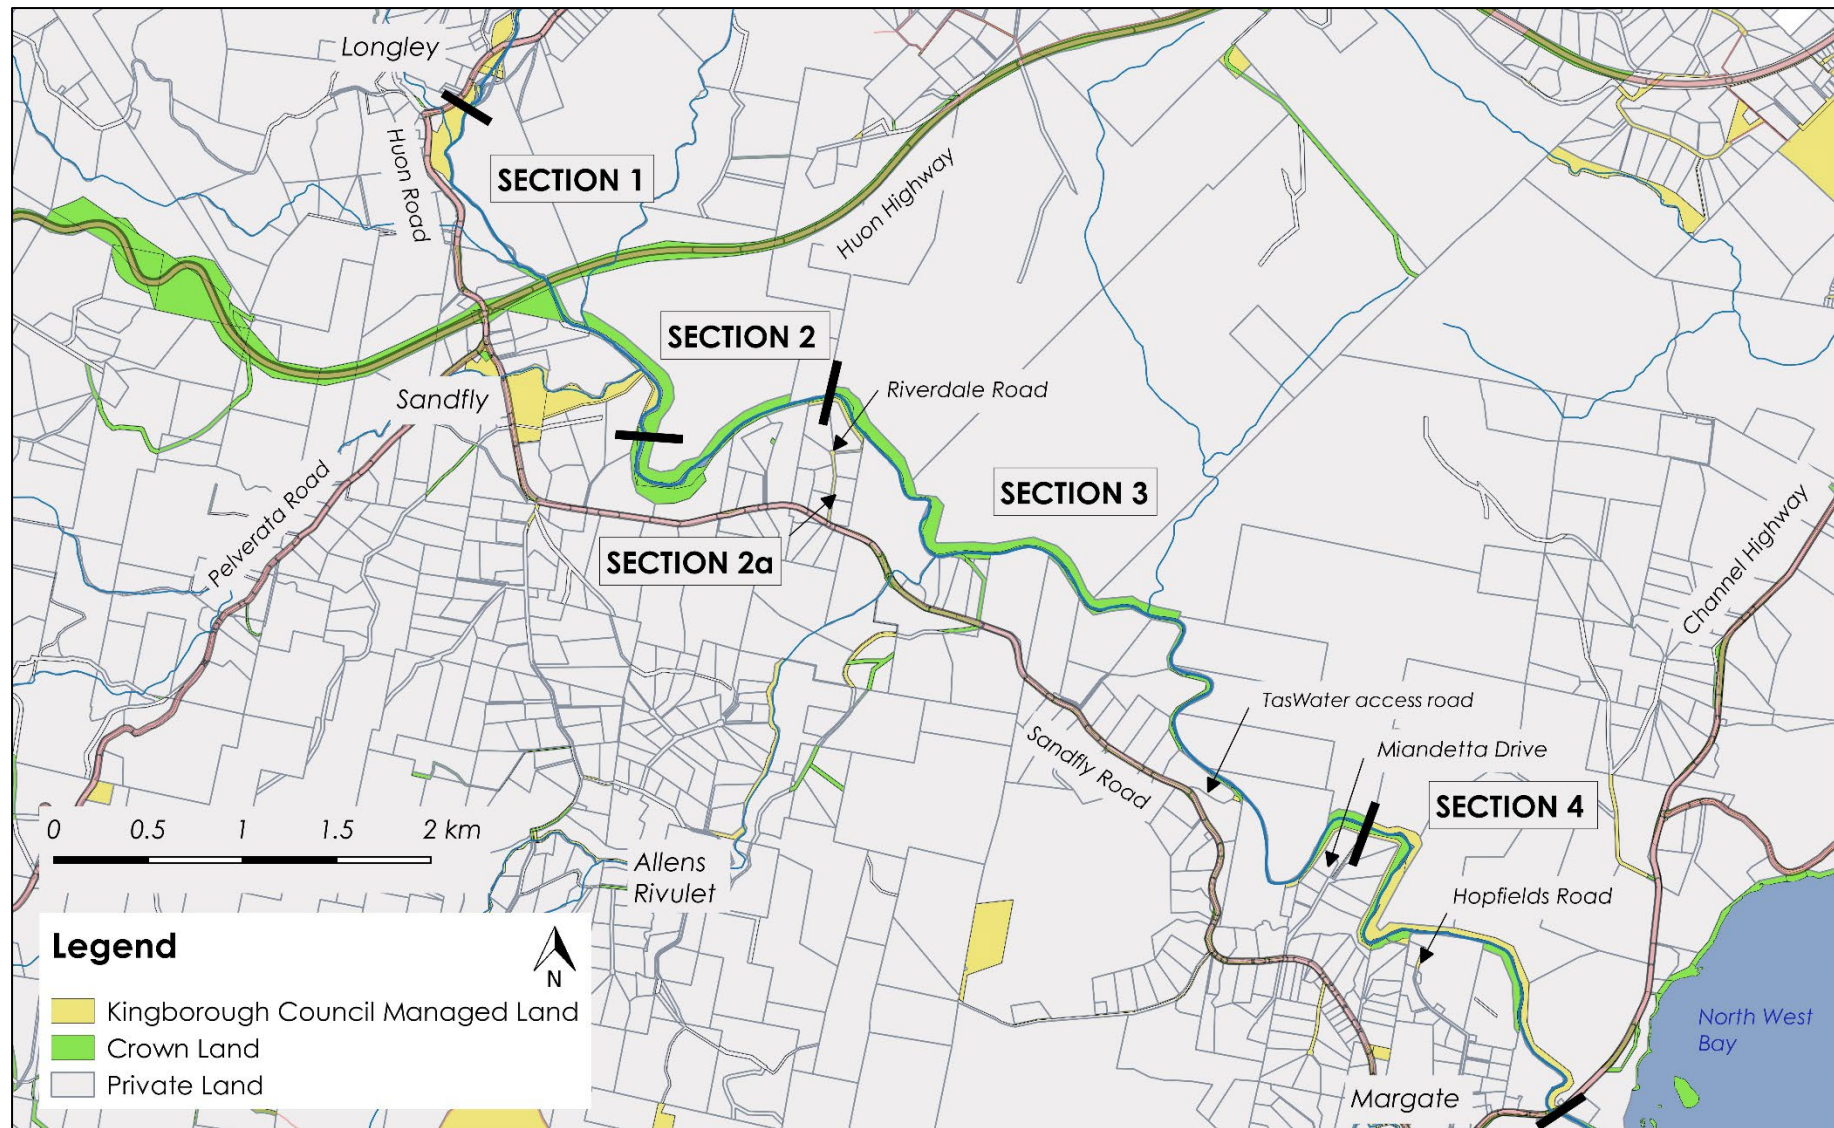 Longley
Huon Road
SECTION 1
Huon Highway
SECTION 2
Riverdale Road
Sandfly
SECTION 3
Pelverata Road
SECTION 2a
Channel Highway
TasWater access road
Miandetta Drive
Sandfly Road
SECTION 4
0 0.5 1 1.5 2 km
Allens
Rivulet
Hopfields Road
Legend
N
Kingborough Council Managed Land
Crown Land
Private Land
North West
Bay
Margate